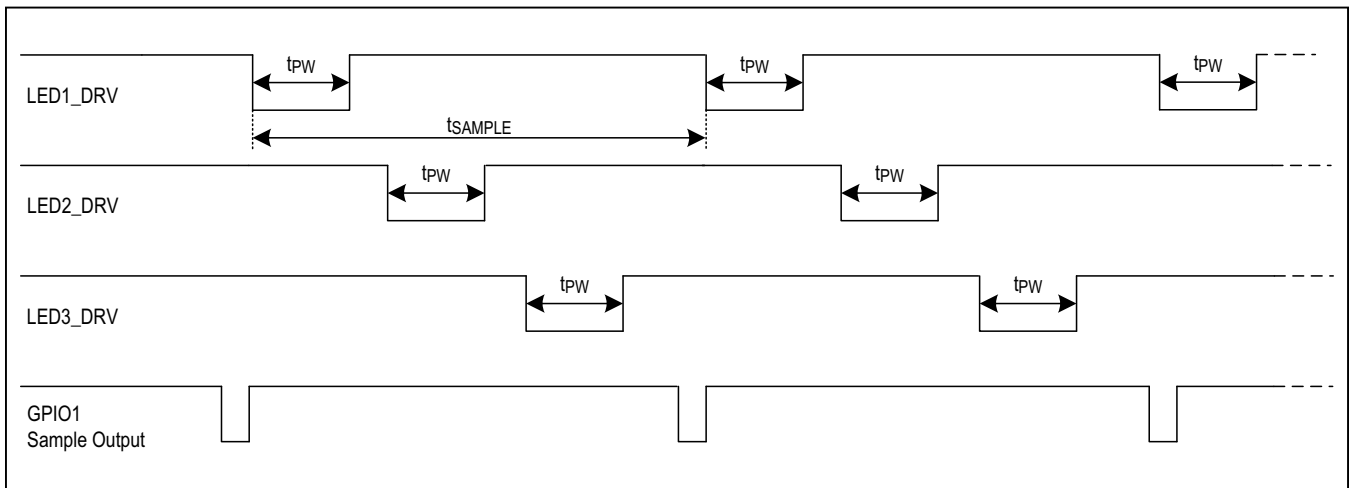 tPW
tPW
tPW
LED1_DRV
tSAMPLE
tPW
tPW
LED2_DRV
tPW
tPW
LED3_DRV
GPIO1
Sample Output